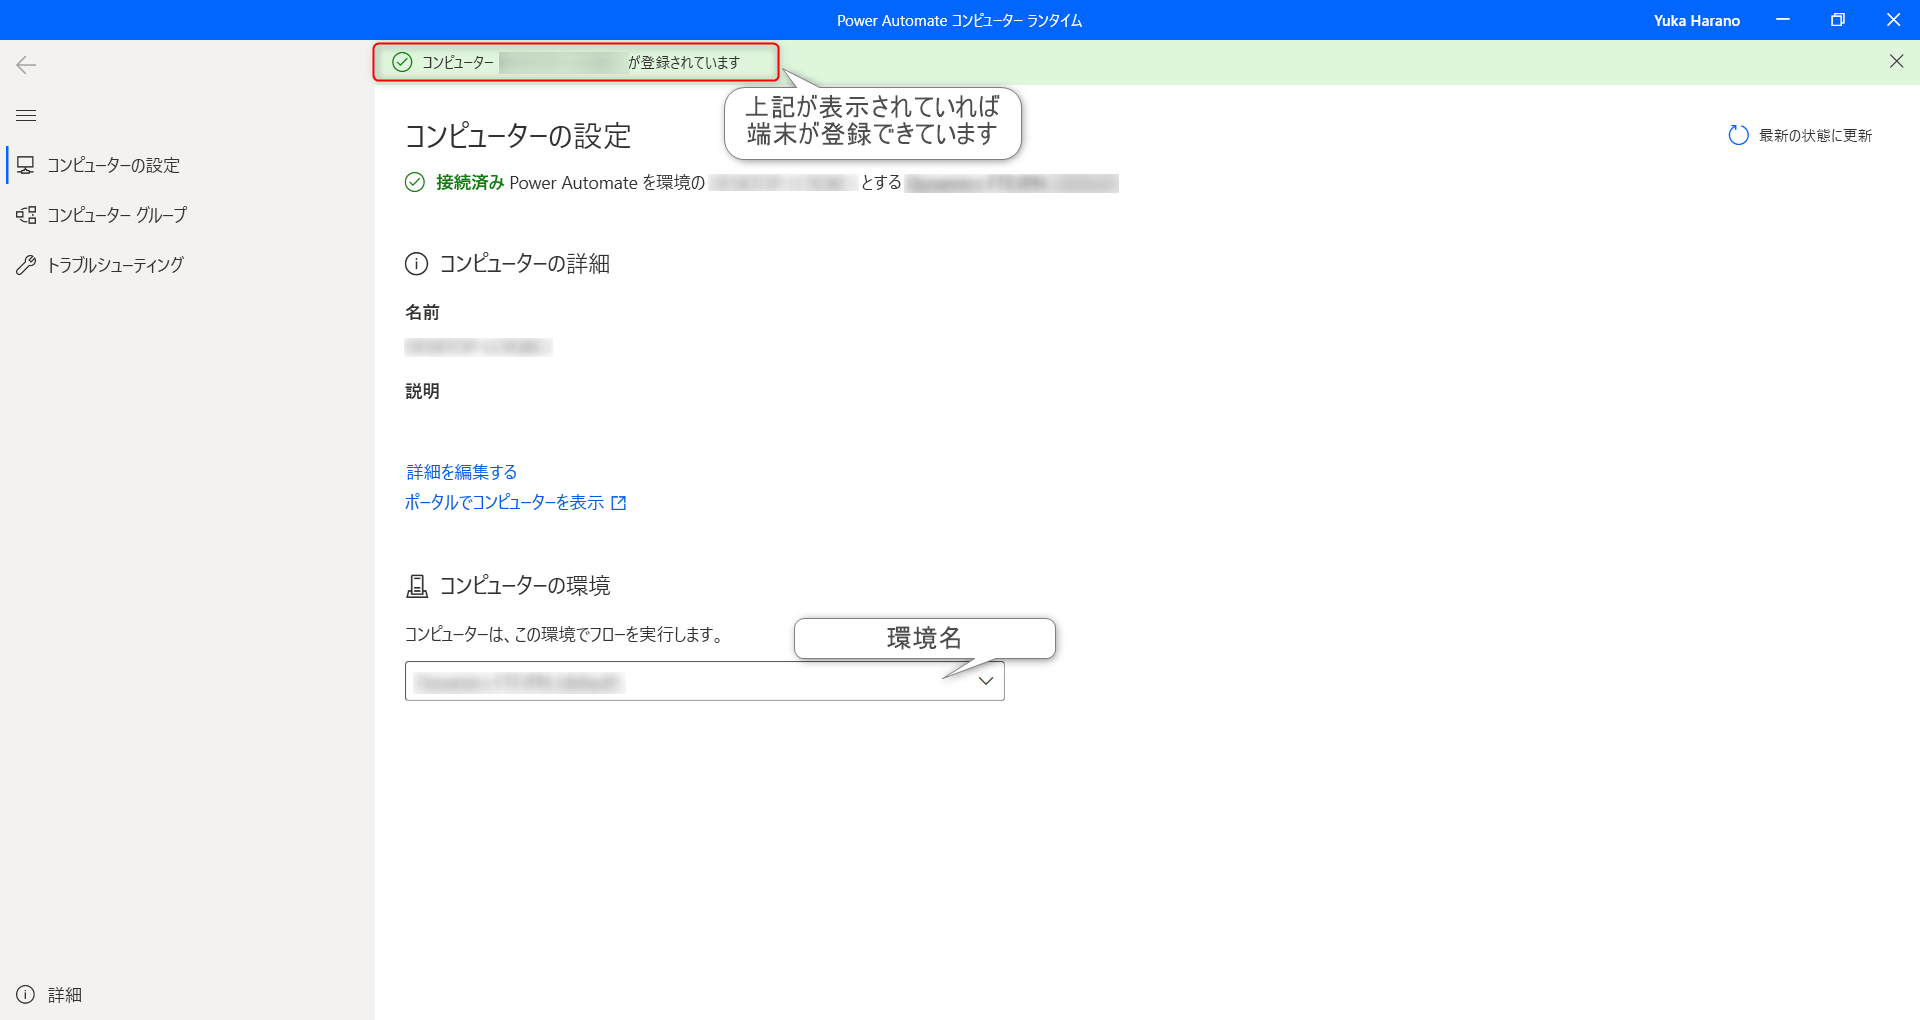 Power Automate コンピューター ランタイム
Yuka Harano
コンピューター が登録されています
上記が表示されていれば
端末が登録できています
コンピューターの設定
最新の状態に更新
コンピューターの設定
接続済み Power Automate を環境の とする
コンピューター グループ
トラブルシューティング
コンピューターの詳細
名前
説明
詳細を編集する
ポータルでコンピューターを表示
コンピューターの環境
コンピューターは、この環境でフローを実行します。
環境名
詳細